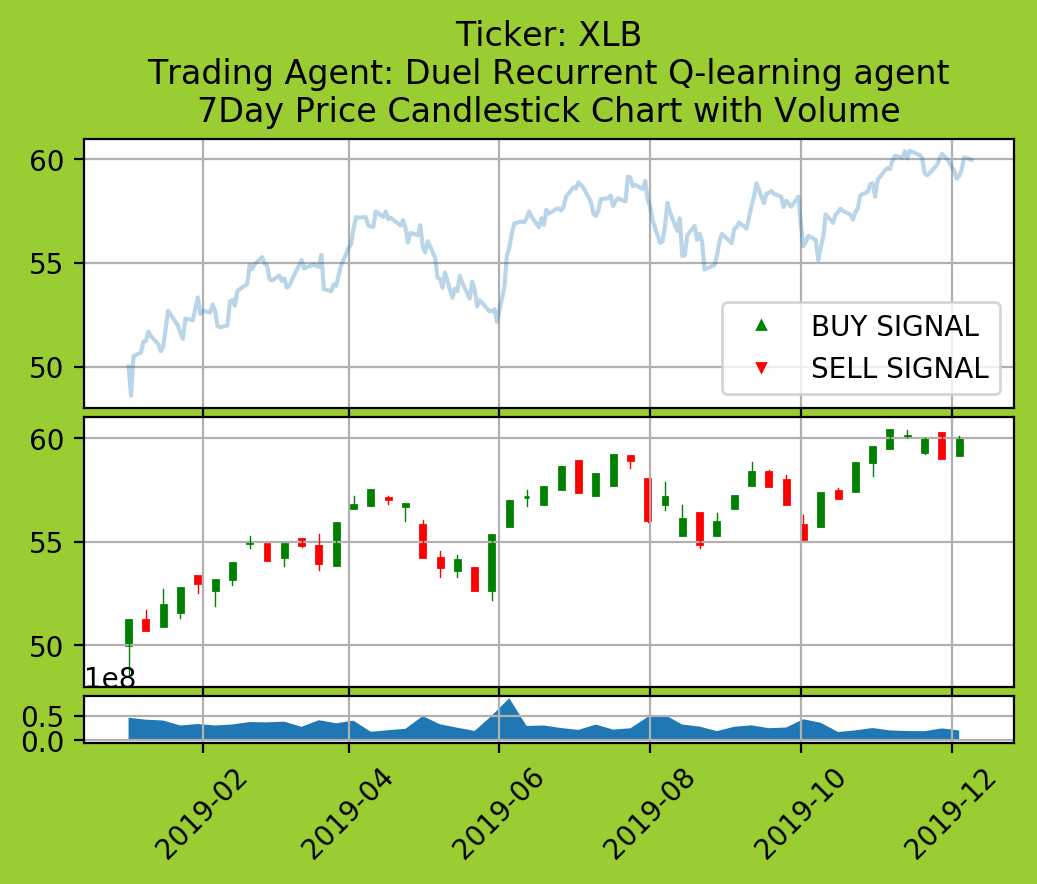 Ticker: XLB
Trading Agent: Duel Recurrent Q-learning agent
7Day Price Candlestick Chart with Volume
60
55
50
BUY SIGNAL
SELL SIGNAL
60
55
50
1e8
0.5
0.0
2019-02
2019-04
2019-06
2019-08
2019-10
2019-12